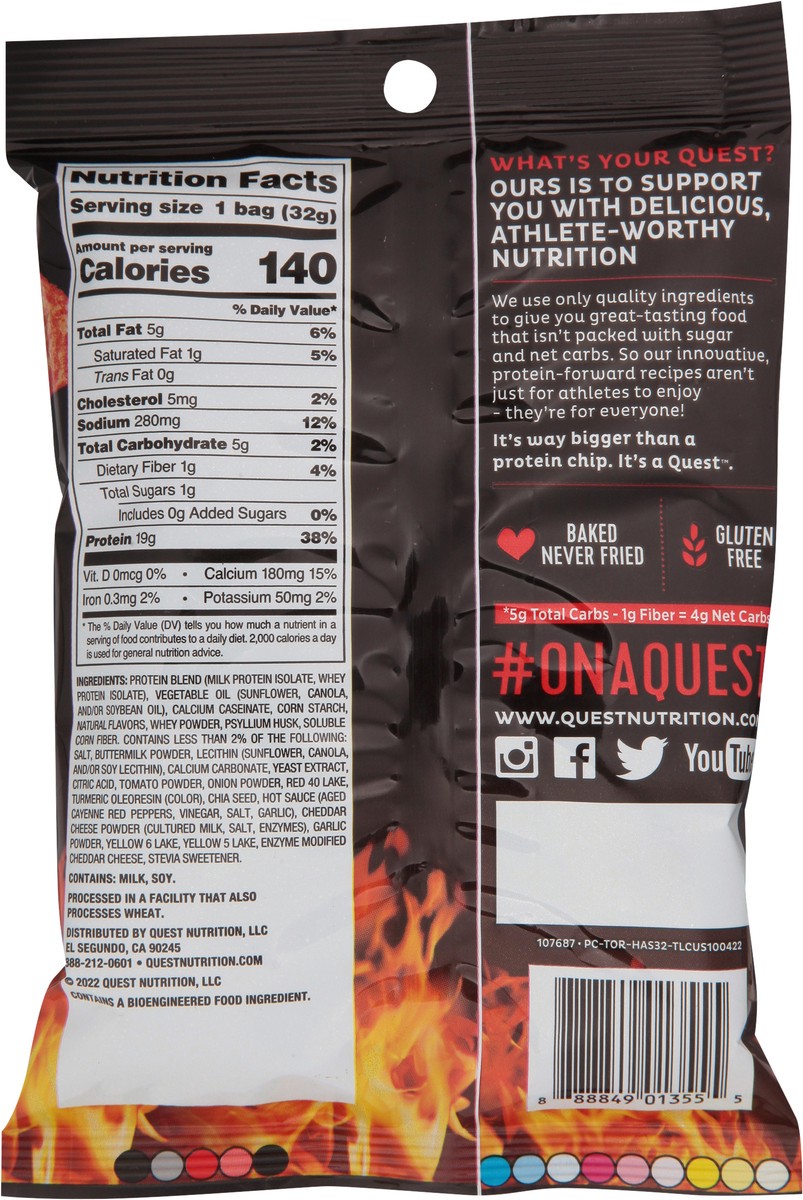 Nutrition Facts
Serving size 1 bag (32g)
Amount per serving
Calories 140
% Daily Value*
Total Fat 5g 6%
Saturated Fat 1g 5%
Trans Fat 0g
Cholesterol 5mg 2%
Sodium 280mg 12%
Total Carbohydrate 5g 2%
Dietary Fiber 1g 4%
Total Sugars 1g
Includes 0g Added Sugars 0%
Protein 19g 38%
Vit. D 0mcg 0% • Calcium 180mg 15%
Iron 0.3mg 2% • Potassium 50mg 2%
* The % Daily Value (DV) tells you how much a nutrient in a
serving of food contributes to a daily diet. 2,000 calories a day
is used for general nutrition advice.
INGREDIENTS: PROTEIN BLEND (MILK PROTEIN ISOLATE, WHEY
PROTEIN ISOLATE), VEGETABLE OIL (SUNFLOWER, CANOLA,
AND/OR SOYBEAN OIL), CALCIUM CASEINATE, CORN STARCH,
NATURAL FLAVORS, WHEY POWDER, PSYLLIUM HUSK, SOLUBLE
CORN FIBER. CONTAINS LESS THAN 2% OF THE FOLLOWING:
SALT, BUTTERMILK POWDER, LECITHIN (SUNFLOWER, CANOLA,
AND/OR SOY LECITHIN), CALCIUM CARBONATE, YEAST EXTRACT,
CITRIC ACID, TOMATO POWDER, ONION POWDER, RED 40 LAKE,
TURMERIC OLEORESIN (COLOR), CHIA SEED, HOT SAUCE (AGED
CAYENNE RED PEPPERS, VINEGAR, SALT, GARLIC), CHEDDAR
CHEESE POWDER (CULTURED MILK, SALT, ENZYMES), GARLIC
POWDER, YELLOW 6 LAKE, YELLOW 5 LAKE, ENZYME MODIFIED
CHEDDAR CHEESE, STEVIA SWEETENER.
CONTAINS: MILK, SOY.
PROCESSED IN A FACILITY THAT ALSO
PROCESSES WHEAT.
DISTRIBUTED BY QUEST NUTRITION, LLC
EL SEGUNDO, CA 90245
888-212-0601 • QUESTNUTRITION.COM
© 2022 QUEST NUTRITION, LLC
CONTAINS A BIOENGINEERED FOOD INGREDIENT.
WHAT'S YOUR QUEST?
OURS IS TO SUPPORT
YOU WITH DELICIOUS,
ATHLETE-WORTHY
NUTRITION
We use only quality ingredients
to give you great-tasting food
that isn't packed with sugar
and net carbs. So our innovative,
protein-forward recipes aren't
just for athletes to enjoy
- they're for everyone!
It's way bigger than a
protein chip. It's a Quest™.
BAKED
NEVER FRIED
GLUTEN
FREE
*5g Total Carbs - 1g Fiber = 4g Net Carbs
#ONAQUEST
WWW.QUESTNUTRITION.CO
YouTube
107687 • PC-TOR-HAS32-TLCUS100422
8 88849 01355 5